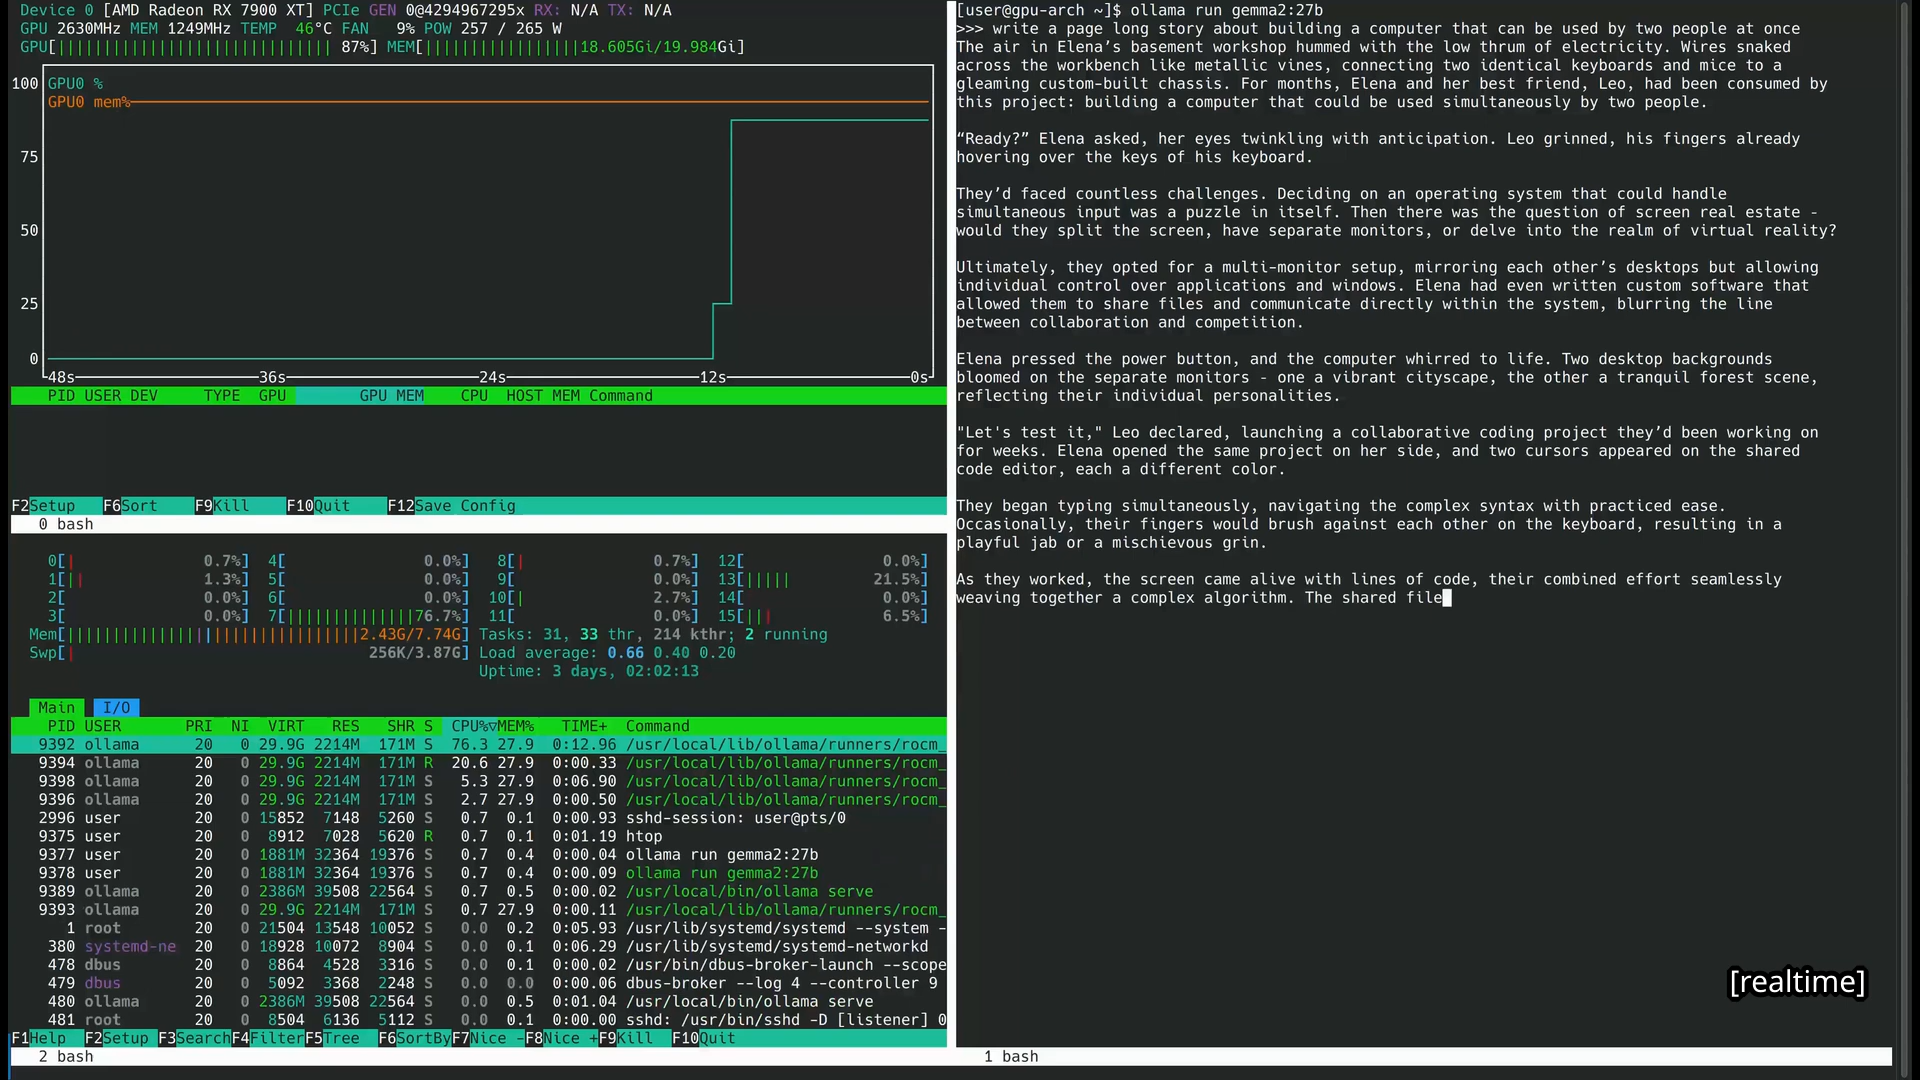 Device 0 [AMD Radeon RX 7900 XT] PCIe GEN 0@4294967295x RX: N/A TX: N/A
GPU 2630MHz MEM 1249MHz TEMP  46°C FAN   9% POW 257 / 265 W
GPU[|||||||||||||||||||||||||||||| 87%] MEM[|||||||||||||||||18.605Gi/19.984Gi]
100
GPU0 %
GPU0 mem%
75
50
25
0
48s 36s 24s 12s 0s
PID USER DEV TYPE GPU GPU MEM CPU HOST MEM Command
F2Setup F6Sort F9Kill F10Quit F12Save Config
0 bash
0[| 0.7%] 4[ 0.0%] 8[| 0.7%] 12[ 0.0%]
1[|| 1.3%] 5[ 0.0%] 9[ 0.0%] 13[||||| 21.5%]
2[ 0.0%] 6[ 0.0%] 10[| 2.7%] 14[ 0.0%]
3[ 0.0%] 7[||||||||||||||76.7%] 11[ 0.0%] 15[||| 6.5%]
Mem[||||||||||||||||||||||||||||||||2.43G/7.74G] Tasks: 31, 33 thr, 214 kthr; 2 running
Swp[| 256K/3.87G] Load average: 0.66 0.40 0.20
Uptime: 3 days, 02:02:13
Main I/O
PID USER PRI NI VIRT RES SHR S CPU%▽MEM% TIME+ Command
9392 ollama 20 0 29.9G 2214M 171M S 76.3 27.9 0:12.96 /usr/local/lib/ollama/runners/rocm_
9394 ollama 20 0 29.9G 2214M 171M R 20.6 27.9 0:00.33 /usr/local/lib/ollama/runners/rocm_
9398 ollama 20 0 29.9G 2214M 171M S 5.3 27.9 0:06.90 /usr/local/lib/ollama/runners/rocm_
9396 ollama 20 0 29.9G 2214M 171M S 2.7 27.9 0:00.50 /usr/local/lib/ollama/runners/rocm_
2996 user 20 0 15852 7148 5260 S 0.7 0.1 0:00.93 sshd-session: user@pts/0
9375 user 20 0 8912 7028 5620 R 0.7 0.1 0:01.19 htop
9377 user 20 0 1881M 32364 19376 S 0.7 0.4 0:00.04 ollama run gemma2:27b
9378 user 20 0 1881M 32364 19376 S 0.7 0.4 0:00.09 ollama run gemma2:27b
9389 ollama 20 0 2386M 39508 22564 S 0.7 0.5 0:00.02 /usr/local/bin/ollama serve
9393 ollama 20 0 29.9G 2214M 171M S 0.7 27.9 0:00.11 /usr/local/lib/ollama/runners/rocm_
1 root 20 0 21504 13548 10052 S 0.0 0.2 0:05.93 /usr/lib/systemd/systemd --system -
380 systemd-ne 20 0 18928 10072 8904 S 0.0 0.1 0:06.29 /usr/lib/systemd/systemd-networkd
478 dbus 20 0 8864 4528 3316 S 0.0 0.1 0:00.02 /usr/bin/dbus-broker-launch --scope
479 dbus 20 0 5092 3368 2248 S 0.0 0.0 0:00.06 dbus-broker --log 4 --controller 9
480 ollama 20 0 2386M 39508 22564 S 0.0 0.5 0:01.04 /usr/local/bin/ollama serve
481 root 20 0 8504 6136 5112 S 0.0 0.1 0:00.00 sshd: /usr/bin/sshd -D [listener] 0
F1Help F2Setup F3SearchF4FilterF5Tree F6SortByF7Nice -F8Nice +F9Kill F10Quit
2 bash
[user@gpu-arch ~]$ ollama run gemma2:27b
>>> write a page long story about building a computer that can be used by two people at once
The air in Elena’s basement workshop hummed with the low thrum of electricity. Wires snaked
across the workbench like metallic vines, connecting two identical keyboards and mice to a
gleaming custom-built chassis. For months, Elena and her best friend, Leo, had been consumed by
this project: building a computer that could be used simultaneously by two people.
“Ready?” Elena asked, her eyes twinkling with anticipation. Leo grinned, his fingers already
hovering over the keys of his keyboard.
They’d faced countless challenges. Deciding on an operating system that could handle
simultaneous input was a puzzle in itself. Then there was the question of screen real estate -
would they split the screen, have separate monitors, or delve into the realm of virtual reality?
Ultimately, they opted for a multi-monitor setup, mirroring each other’s desktops but allowing
individual control over applications and windows. Elena had even written custom software that
allowed them to share files and communicate directly within the system, blurring the line
between collaboration and competition.
Elena pressed the power button, and the computer whirred to life. Two desktop backgrounds
bloomed on the separate monitors - one a vibrant cityscape, the other a tranquil forest scene,
reflecting their individual personalities.
"Let's test it," Leo declared, launching a collaborative coding project they’d been working on
for weeks. Elena opened the same project on her side, and two cursors appeared on the shared
code editor, each a different color.
They began typing simultaneously, navigating the complex syntax with practiced ease.
Occasionally, their fingers would brush against each other on the keyboard, resulting in a
playful jab or a mischievous grin.
As they worked, the screen came alive with lines of code, their combined effort seamlessly
weaving together a complex algorithm. The shared file
[realtime]
1 bash